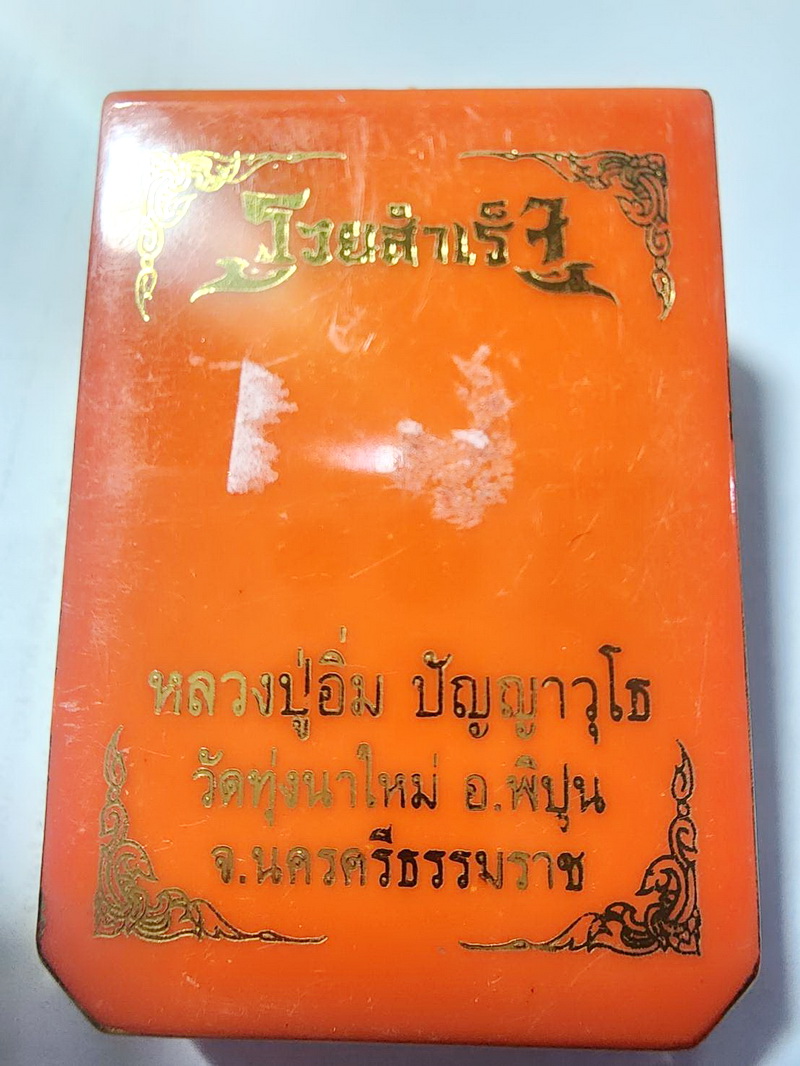 รวยสำเร็จ
หลวงปู่อิ่ม ปัญญาวุโธ
วัดทุ่งนาใหม่ อ.พิปูน
จ.นครศรีธรรมราช